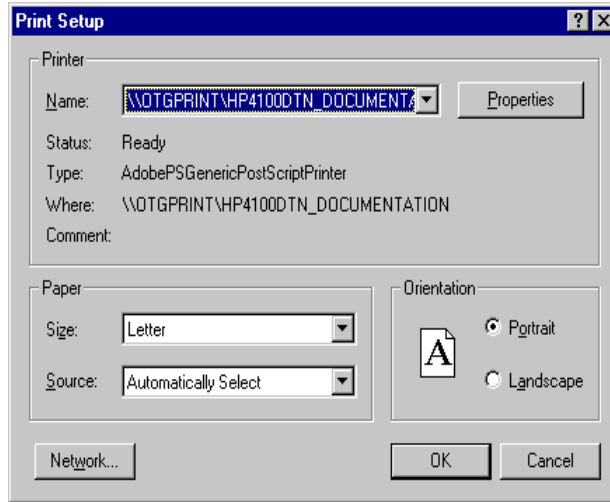 Print Setup
Printer
Name: \\OTGPRINT\HP4100DTN_DOCUMENTA Properties
Status: Ready
Type: AdobePSGenericPostScriptPrinter
Where: \\OTGPRINT\HP4100DTN_DOCUMENTATION
Comment:
Paper Orientation
Size: Letter Portrait
A
Source: Automatically Select Landscape
Network... OK Cancel